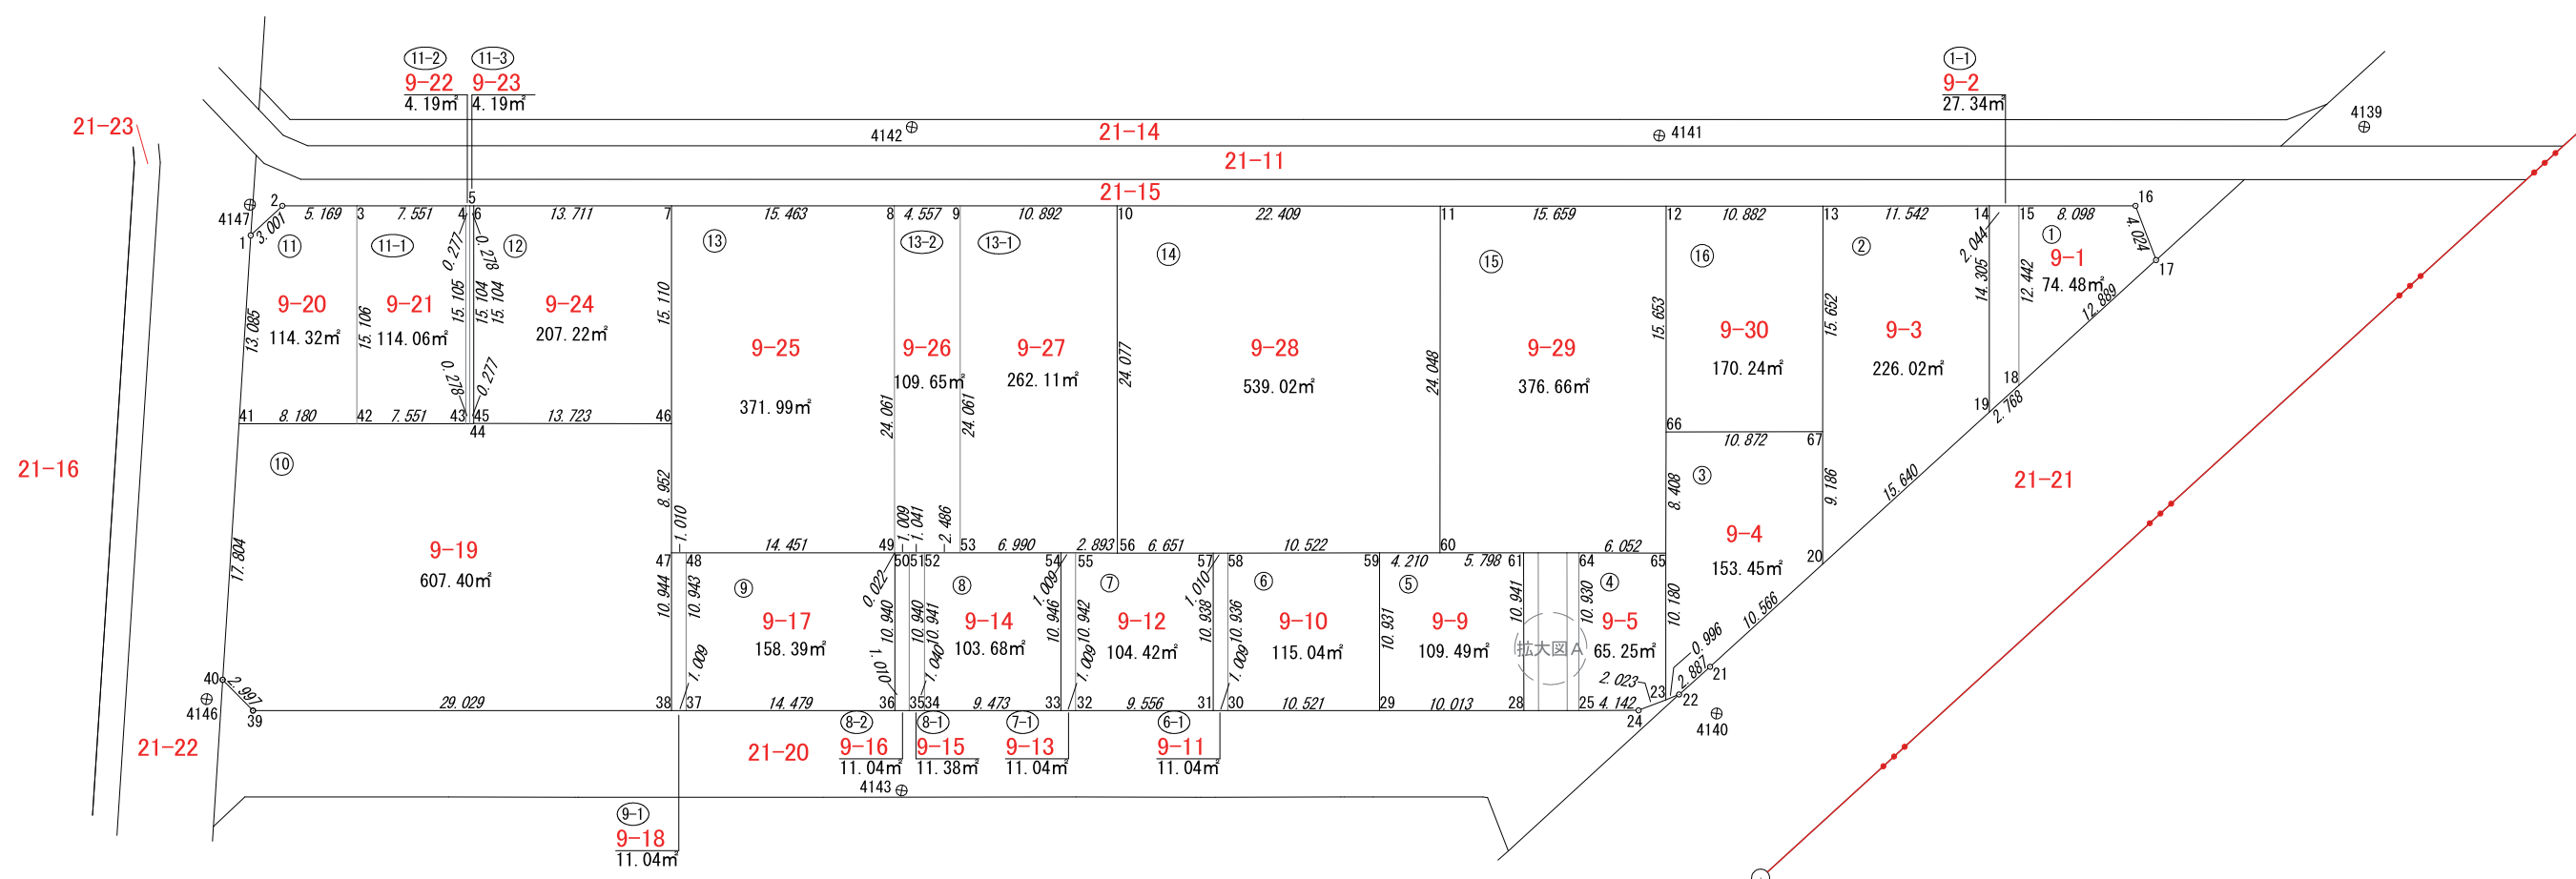 11-2 11-3 1-1
9-22 9-23 9-2
4.19㎡ 4.19㎡ 27.34㎡
21-23 4142 21-14 4141 4139
21-11
21-15
4147 2 5.169 3 7.551 4 5 6 13.711 7 15.463 8 4.557 9 10.892 10 22.409 11 15.659 12 10.882 13 11.542 14 15 8.098 16
1 3.001 ⑪ 11-1 0.277 0.278 ⑫ ⑬ 13-2 13-1 ⑭ ⑮ ⑯ ② 2.044 ① 4.024
9-1 17
74.48㎡
13.085 15.106 15.105 15.104 15.104 15.110 24.061 24.061 24.077 24.048 15.653 15.652 14.305 12.442 12.889
9-20 9-21 9-24
114.32㎡ 114.06㎡ 207.22㎡
9-25 9-26 9-27 9-28 9-29 9-30 9-3
371.99㎡ 109.65㎡ 262.11㎡ 539.02㎡ 376.66㎡ 170.24㎡ 226.02㎡
0.278 0.277 18
41 8.180 42 7.551 43 45 13.723 46 19 2.768
44 66 10.872 67
21-16 ⑩ 8.952 8.408 ③ 9.186 15.640 21-21
1.010 1.009 1.041 2.486
9-19 9-4
607.40㎡ 153.45㎡
17.804
14.451 49 53 6.990 2.893 56 6.651 10.522 60 5.798 6.052
47 48 50 51 52 54 55 57 58 59 4.210 61 64 65 20
⑨ 0.022 ⑧ 1.009 ⑦ 1.010 ⑥ ⑤ ④
10.944 10.943 10.940 10.940 10.941 10.946 10.942 10.938 10.936 10.931 10.941 10.930 10.180 10.566
9-17 9-14 9-12 9-10 9-9 9-5
158.39㎡ 103.68㎡ 104.42㎡ 115.04㎡ 109.49㎡ 拡大図A 65.25㎡
1.009 1.010 1.040 1.009 1.009 0.996
40 2.997 2.023 2.887 21
4146 39 29.029 38 37 14.479 36 35 34 9.473 33 32 9.556 31 30 10.521 29 10.013 28 25 4.142 24 23 22
4140
21-22 21-20
8-2 8-1 7-1 6-1
9-16 9-15 9-13 9-11
11.04㎡ 11.38㎡ 11.04㎡ 11.04㎡
4143
9-1
9-18
11.04㎡